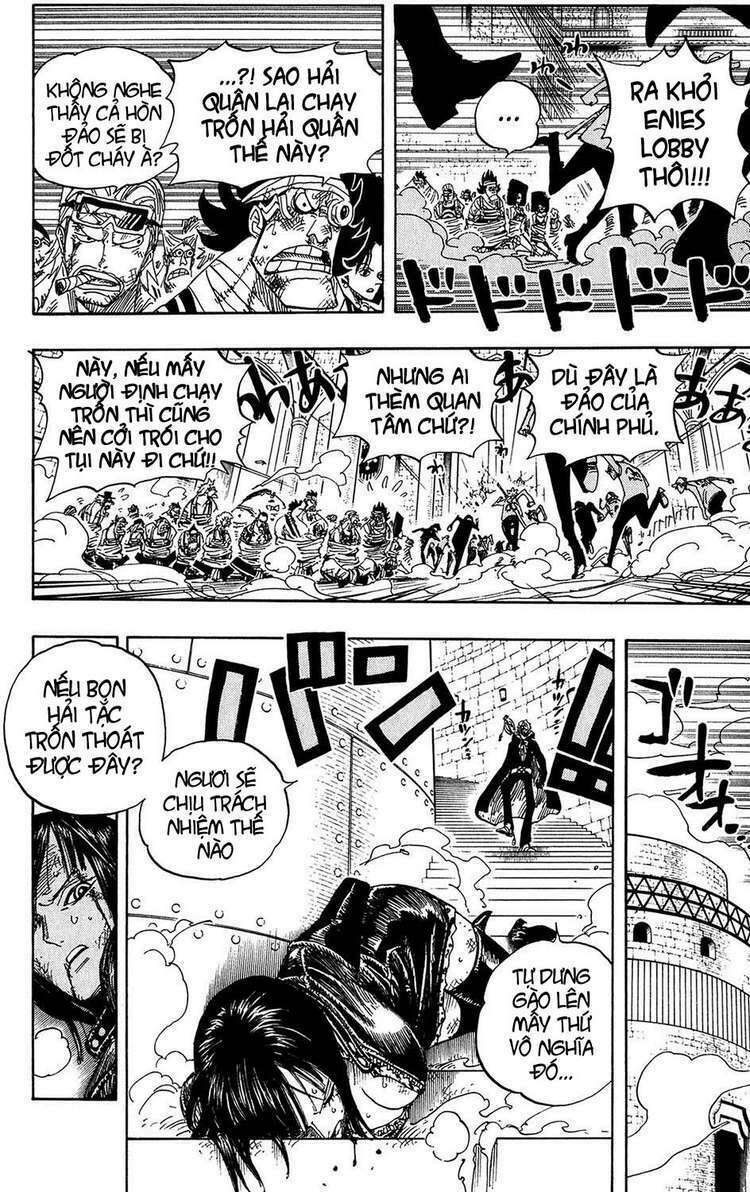 RA KHỎI
ENIES
LOBBY
THÔI!!!
...
...?! SAO HẢI
QUÂN LẠI CHẠY
TRỐN HẢI QUÂN
THẾ NÀY?
KHÔNG NGHE
THẤY CẢ HÒN
ĐẢO SẼ BỊ
ĐỐT CHÁY À?
ドドドドド
DÙ ĐÂY LÀ
ĐẢO CỦA
CHÍNH PHỦ.
NHƯNG AI
THÈM QUAN
TÂM CHỨ?!
NÀY, NẾU MẤY
NGƯỜI ĐỊNH CHẠY
TRỐN THÌ CŨNG
NÊN CỞI TRÓI CHO
TỤI NÀY ĐI CHỨ!!
TỰ DƯNG
GÀO LÊN
MẤY THỨ
VÔ NGHĨA
ĐÓ...
NGƯƠI SẼ
CHỊU TRÁCH
NHIỆM THẾ
NÀO
NẾU BỌN
HẢI TẶC
TRỐN THOÁT
ĐƯỢC ĐÂY?